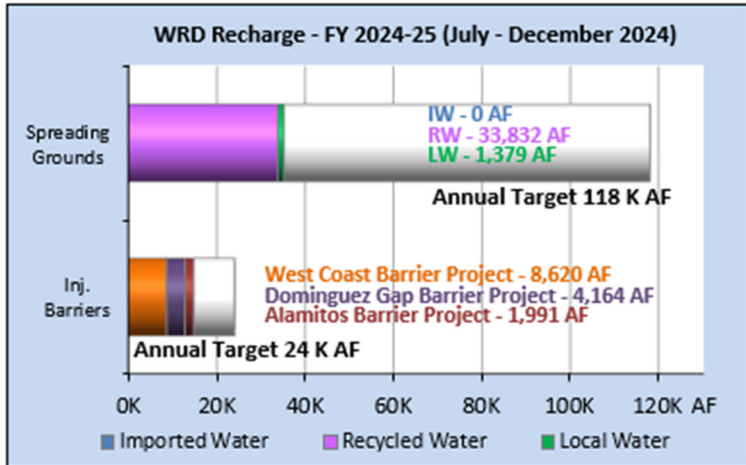 WRD Recharge - FY 2024-25 (July - December 2024)
Spreading
Grounds
IW - 0 AF
RW - 33,832 AF
LW - 1,379 AF
Annual Target 118 K AF
Inj.
Barriers
West Coast Barrier Project - 8,620 AF
Dominguez Gap Barrier Project - 4,164 AF
Alamitos Barrier Project - 1,991 AF
Annual Target 24 K AF
0K 20K 40K 60K 80K 100K 120K AF
Imported Water Recycled Water Local Water